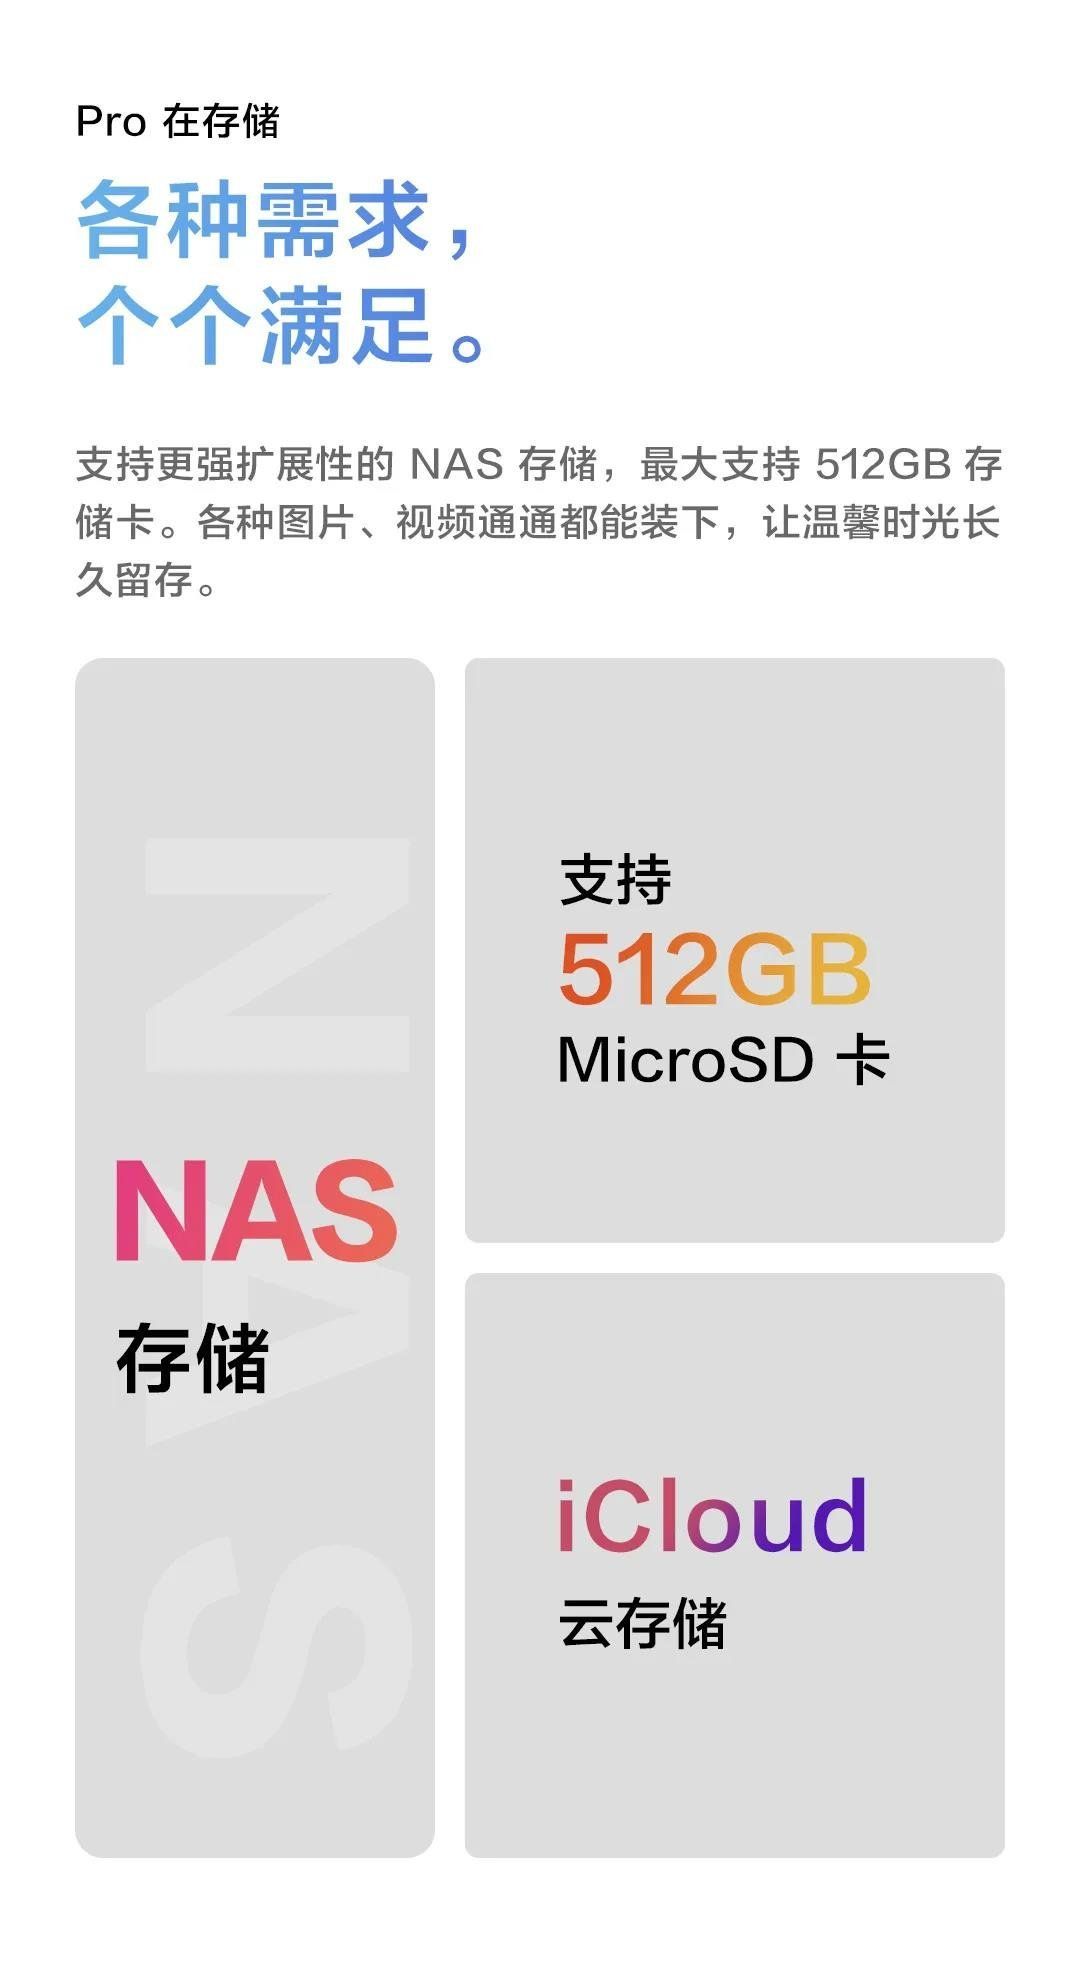 Pro 在存储
各种需求，
个个满足。
支持更强扩展性的 NAS 存储，最大支持 512GB 存
储卡。各种图片、视频通通都能装下，让温馨时光长
久留存。
NAS
NAS
存储
支持
512GB
MicroSD 卡
iCloud
云存储